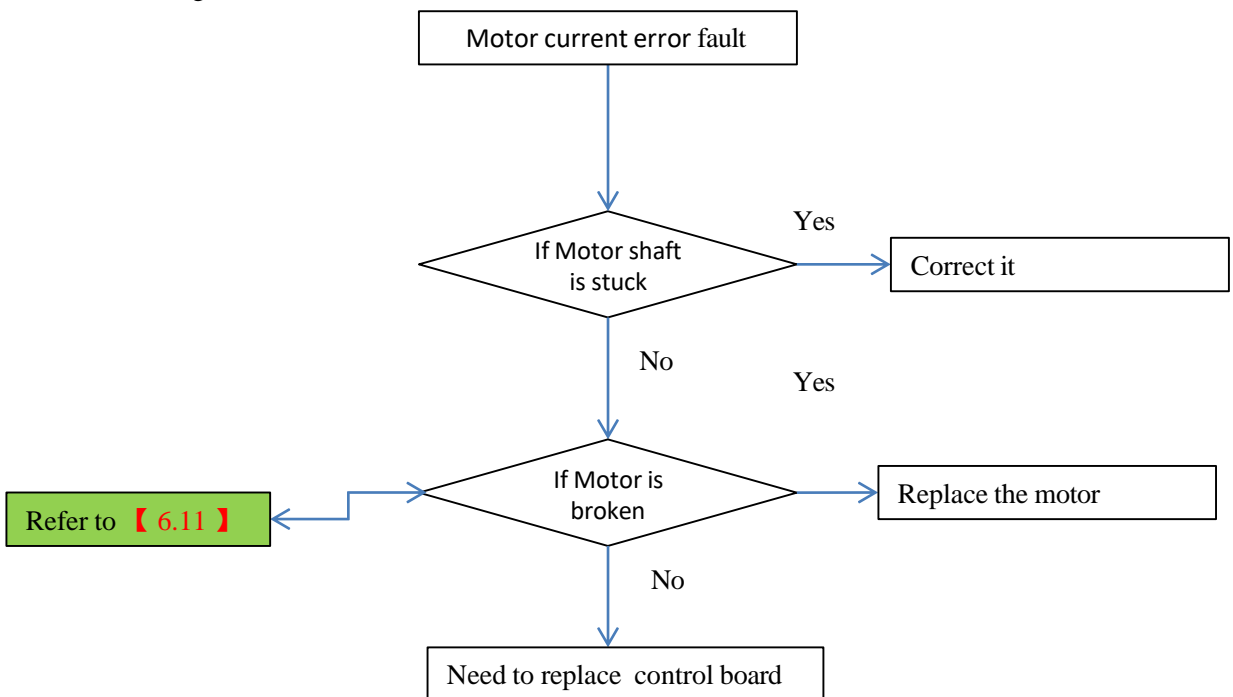 Motor current error fault
Yes
If Motor shaft
is stuck
Correct it
No
Yes
If Motor is
broken
Replace the motor
Refer to 【 6.11 】
No
Need to replace control board